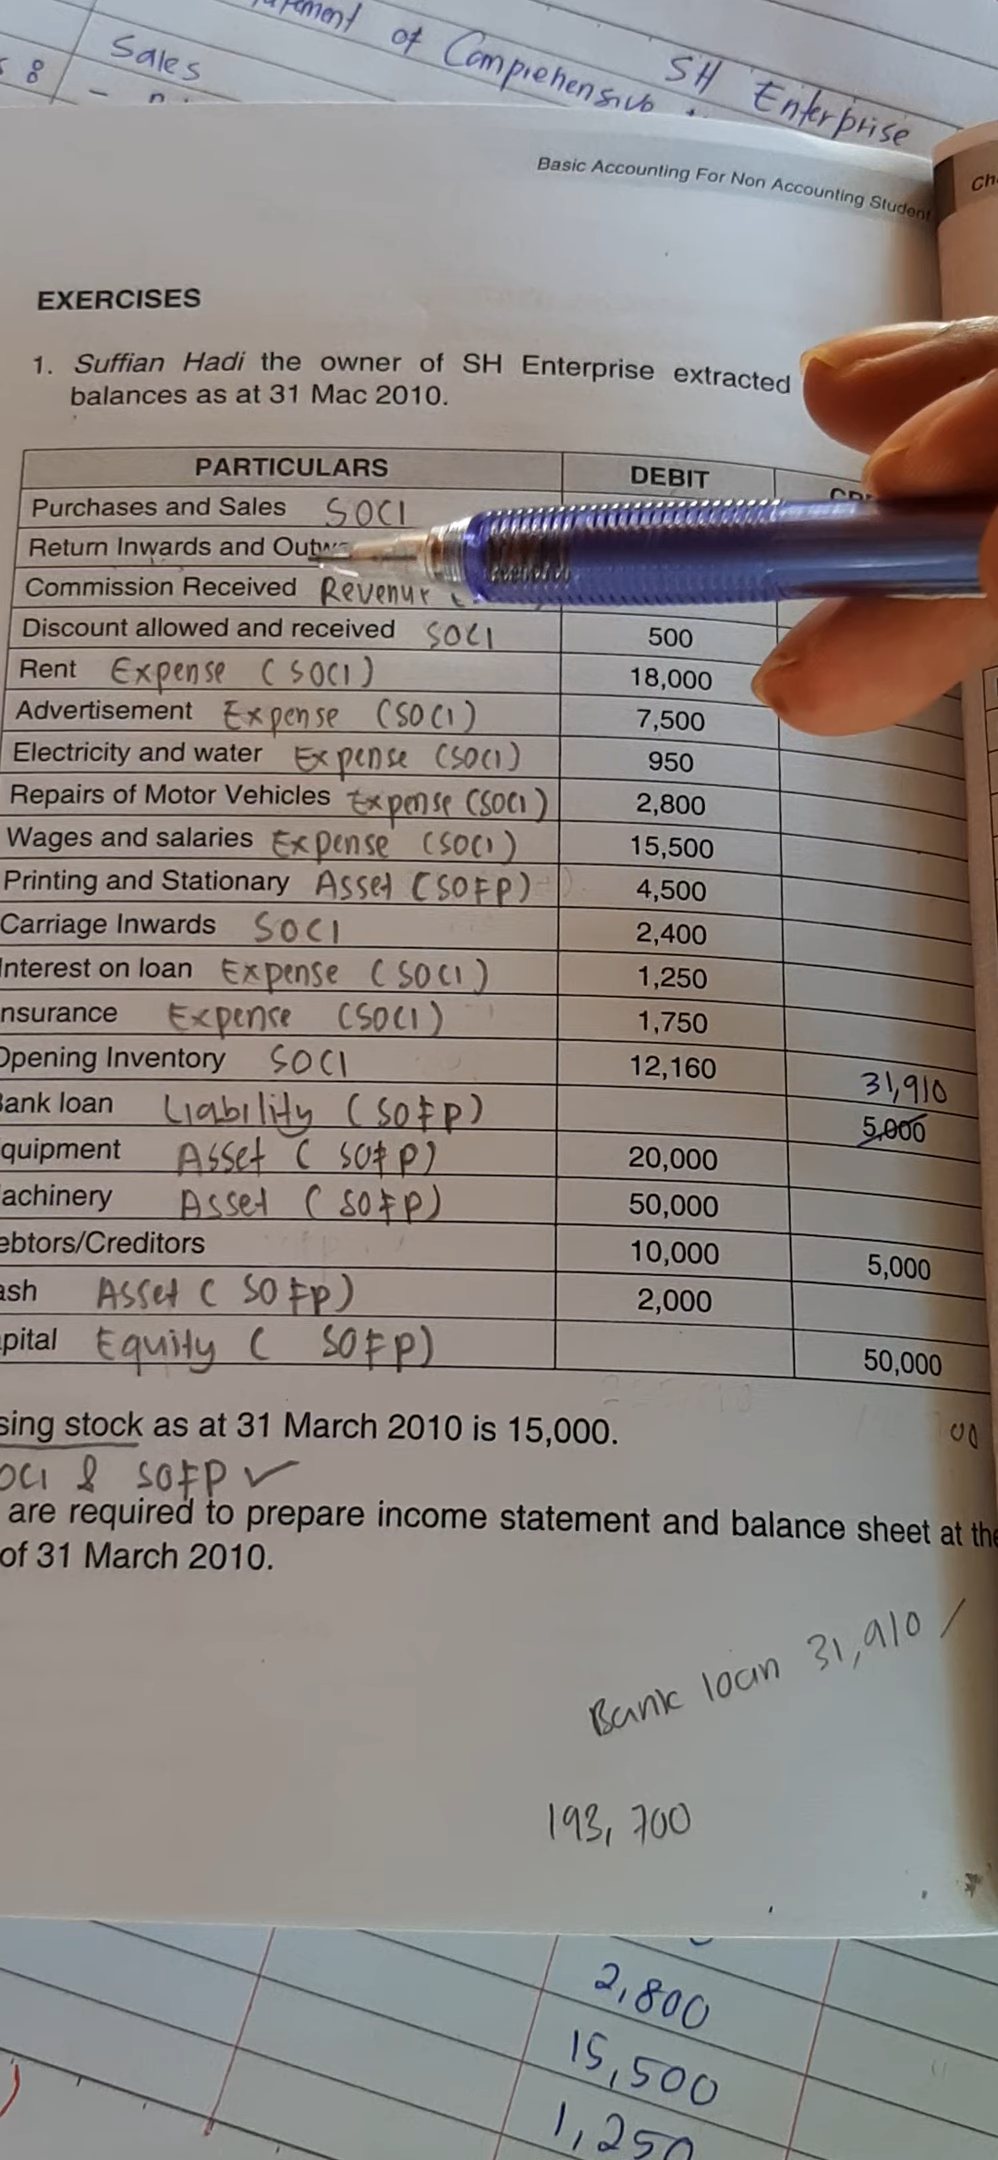 of Comprehensive
SH Enterprise
8 Sales
Basic Accounting For Non Accounting Student
EXERCISES
1. Suffian Hadi the owner of SH Enterprise extracted
balances as at 31 Mac 2010.
PARTICULARS DEBIT
Purchases and Sales SOCI
Return Inwards and
Commission Received Revenur
Discount allowed and received SOCI 500
Rent Expense (SOCI) 18,000
Advertisement Expense (SOCI) 7,500
Electricity and water Expense (SOCI) 950
Repairs of Motor Vehicles Expense (SOCI) 2,800
Wages and salaries Expense (SOCI) 15,500
Printing and Stationary Asset (SOFP) 4,500
Carriage Inwards SOCI 2,400
Interest on loan Expense (SOCI) 1,250
nsurance Expense (SOCI) 1,750
Opening Inventory SOCI 12,160
Bank loan Liability (SOFP) 31,910 5,000
quipment Asset (SOFP) 20,000
achinery Asset (SOFP) 50,000
ebtors/Creditors 10,000 5,000
ash Asset (SOFP) 2,000
pital Equity (SOFP) 50,000
sing stock as at 31 March 2010 is 15,000.
OCI & SOFP ✓
are required to prepare income statement and balance sheet at the
of 31 March 2010.
Bank loan 31,910 /
193,700
2,800
15,500
1,250